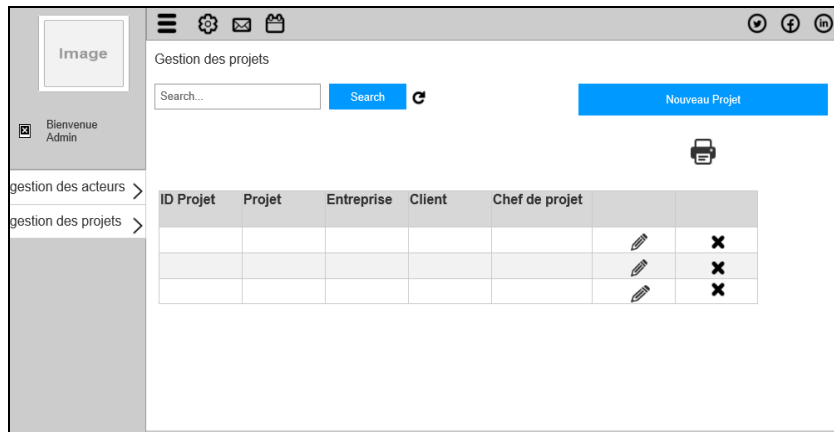 Image
Bienvenue
Admin
gestion des acteurs
gestion des projets
Gestion des projets
Search...
Search
Nouveau Projet
ID Projet Projet Entreprise Client Chef de projet